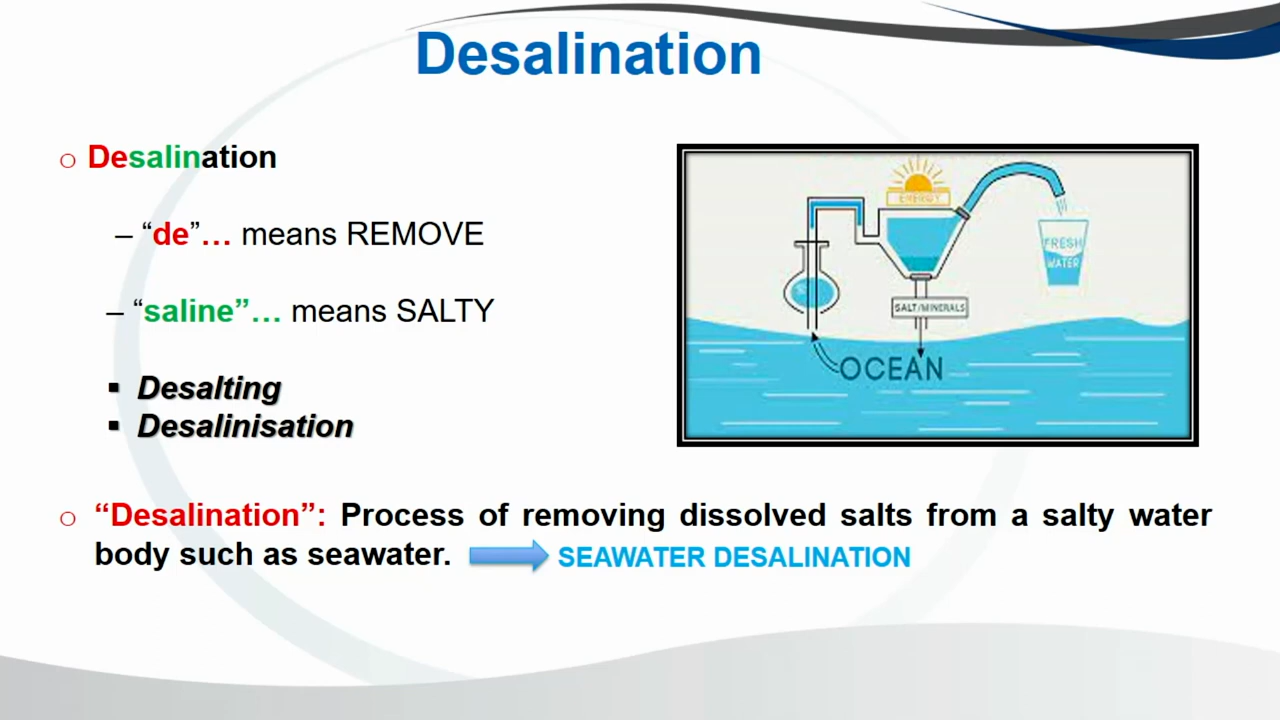 Desalination
o Desalination
– “de”… means REMOVE
– “saline”… means SALTY
▪ Desalting
▪ Desalinisation
ENERGY
FRESH
WATER
SALT/MINERALS
OCEAN
o “Desalination”: Process of removing dissolved salts from a salty water
body such as seawater. SEAWATER DESALINATION